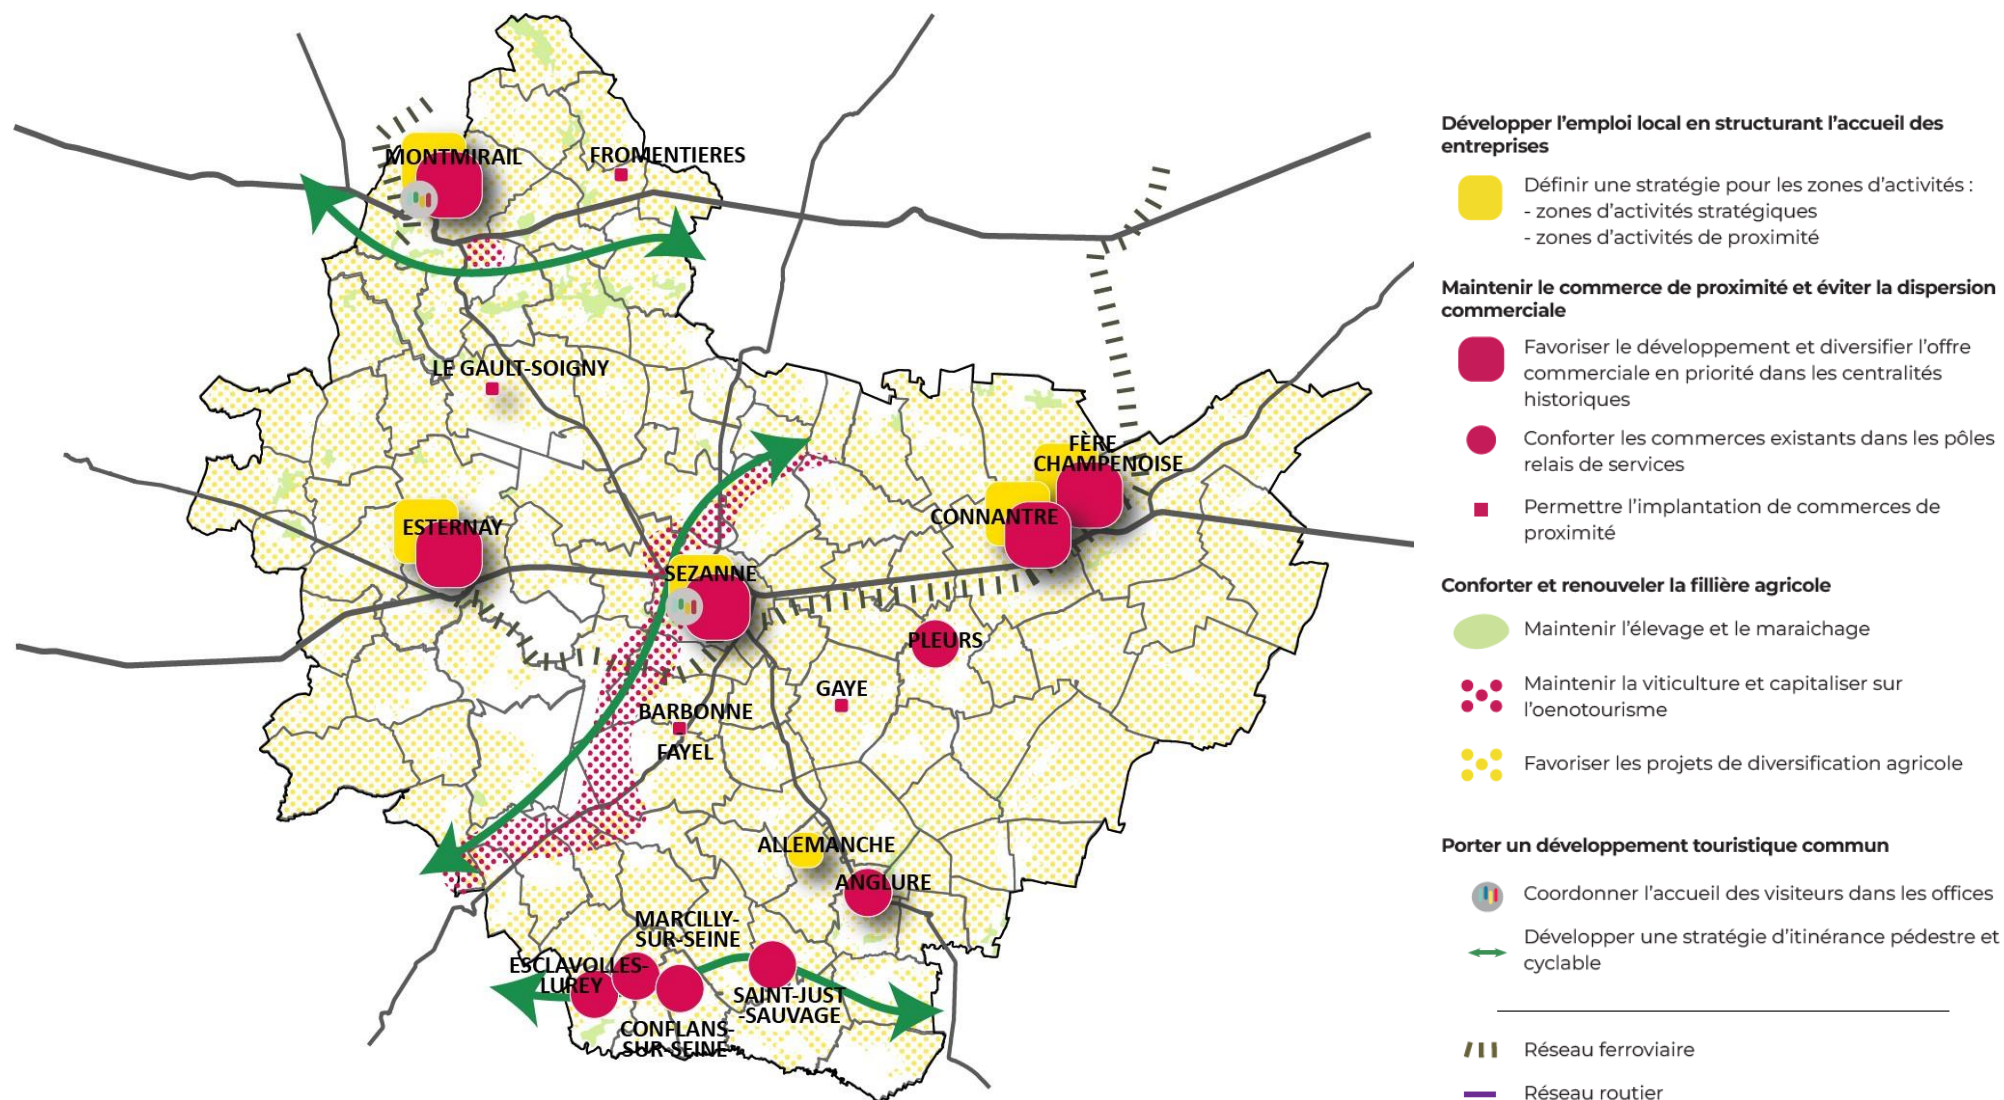 MONTMIRAIL
FROMENTIERES
LE GAULT-SOIGNY
FÈRE
CHAMPENOISE
CONNANTRE
ESTERNAY
SEZANNE
PLEURS
GAYE
BARBONNE
FAYEL
ALLEMANCHE
ANGLURE
MARCILLY-
SUR-SEINE
ESCLAVOLLES-
LUREY
SAINT-JUST
-SAUVAGE
CONFLANS-
SUR-SEINE
Développer l’emploi local en structurant l’accueil des
entreprises
Définir une stratégie pour les zones d’activités :
- zones d’activités stratégiques
- zones d’activités de proximité
Maintenir le commerce de proximité et éviter la dispersion
commerciale
Favoriser le développement et diversifier l’offre
commerciale en priorité dans les centralités
historiques
Conforter les commerces existants dans les pôles
relais de services
Permettre l’implantation de commerces de
proximité
Conforter et renouveler la fillière agricole
Maintenir l’élevage et le maraichage
Maintenir la viticulture et capitaliser sur
l’oenotourisme
Favoriser les projets de diversification agricole
Porter un développement touristique commun
Coordonner l’accueil des visiteurs dans les offices
Développer une stratégie d’itinérance pédestre et
cyclable
Réseau ferroviaire
Réseau routier